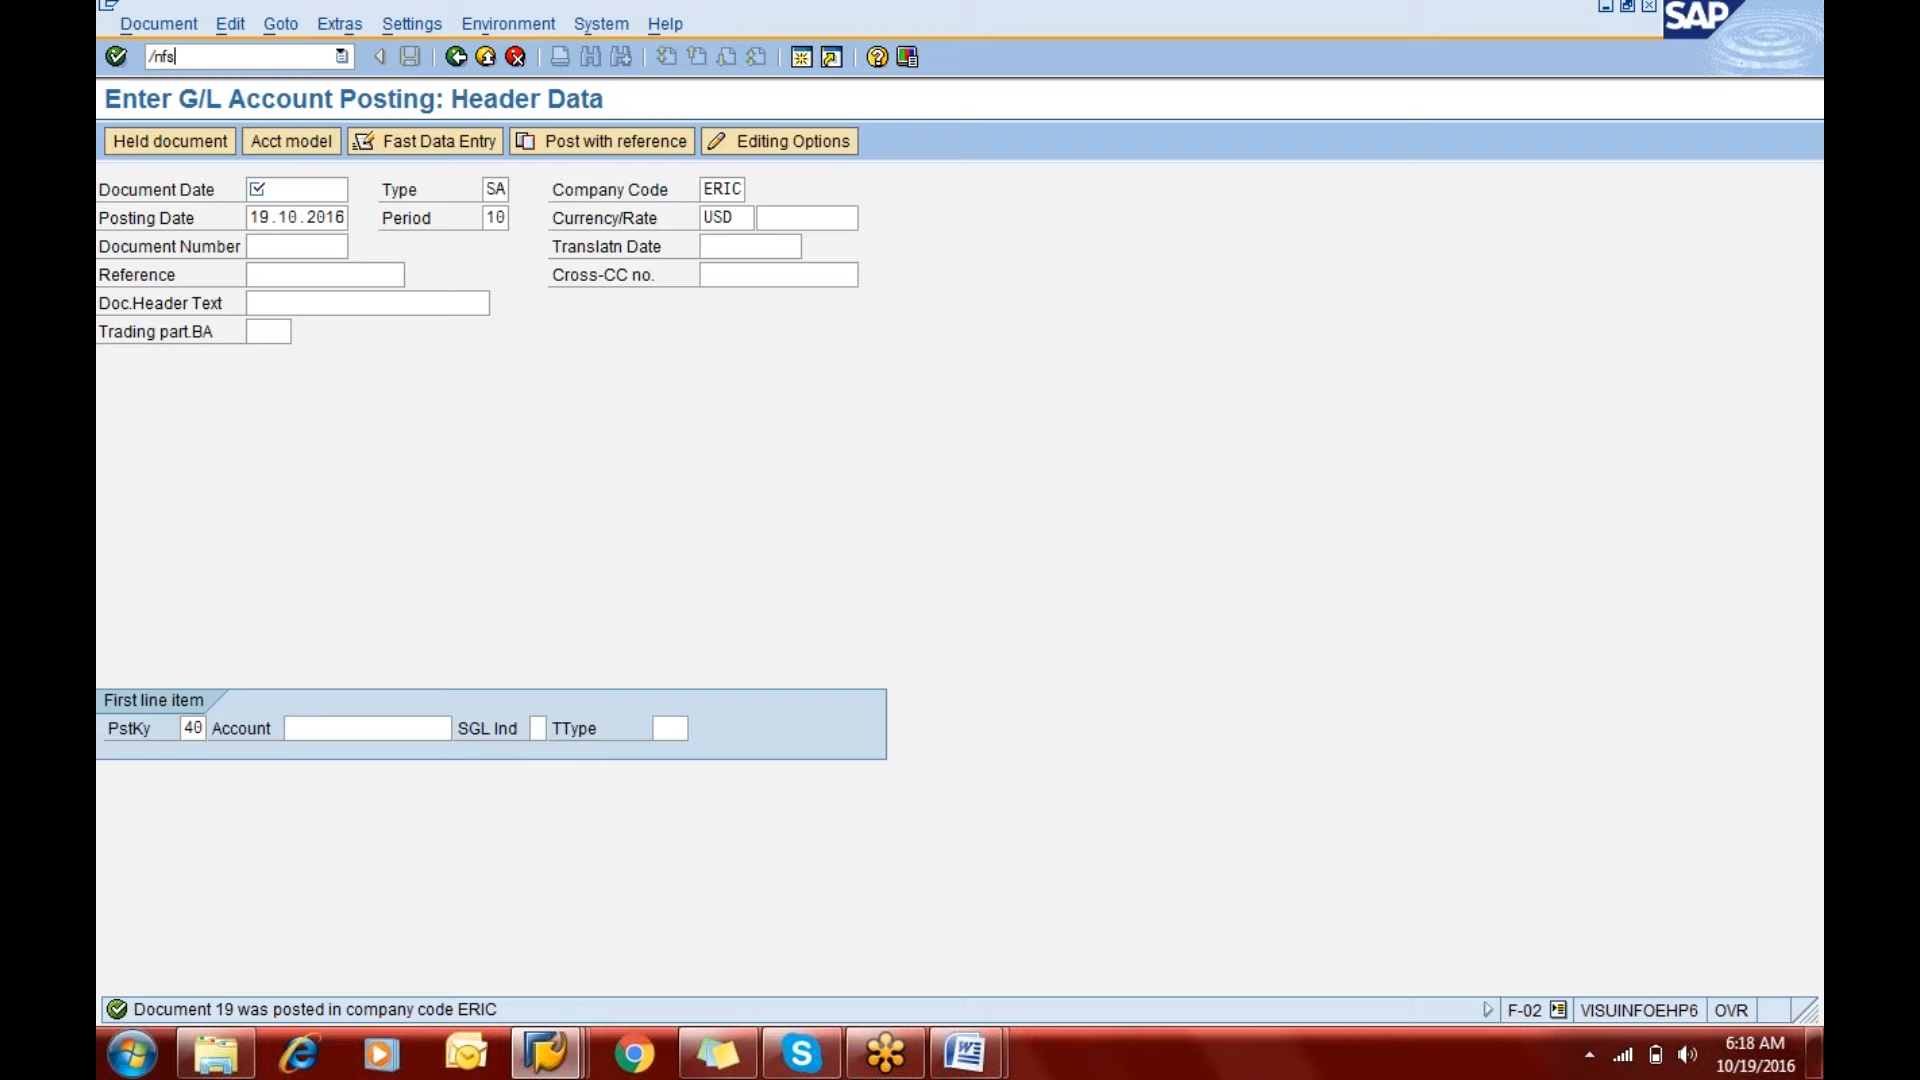 Document Edit Goto Extras Settings Environment System Help
SAP
/nfs
Enter G/L Account Posting: Header Data
Held document Acct model Fast Data Entry Post with reference Editing Options
Document Date Type SA Company Code ERIC
Posting Date 19.10.2016 Period 10 Currency/Rate USD
Document Number Translatn Date
Reference Cross-CC no.
Doc.Header Text
Trading part.BA
First line item
PstKy 40 Account SGL Ind TType
Document 19 was posted in company code ERIC F-02 VISUINFOEHP6 OVR
6:18 AM
10/19/2016